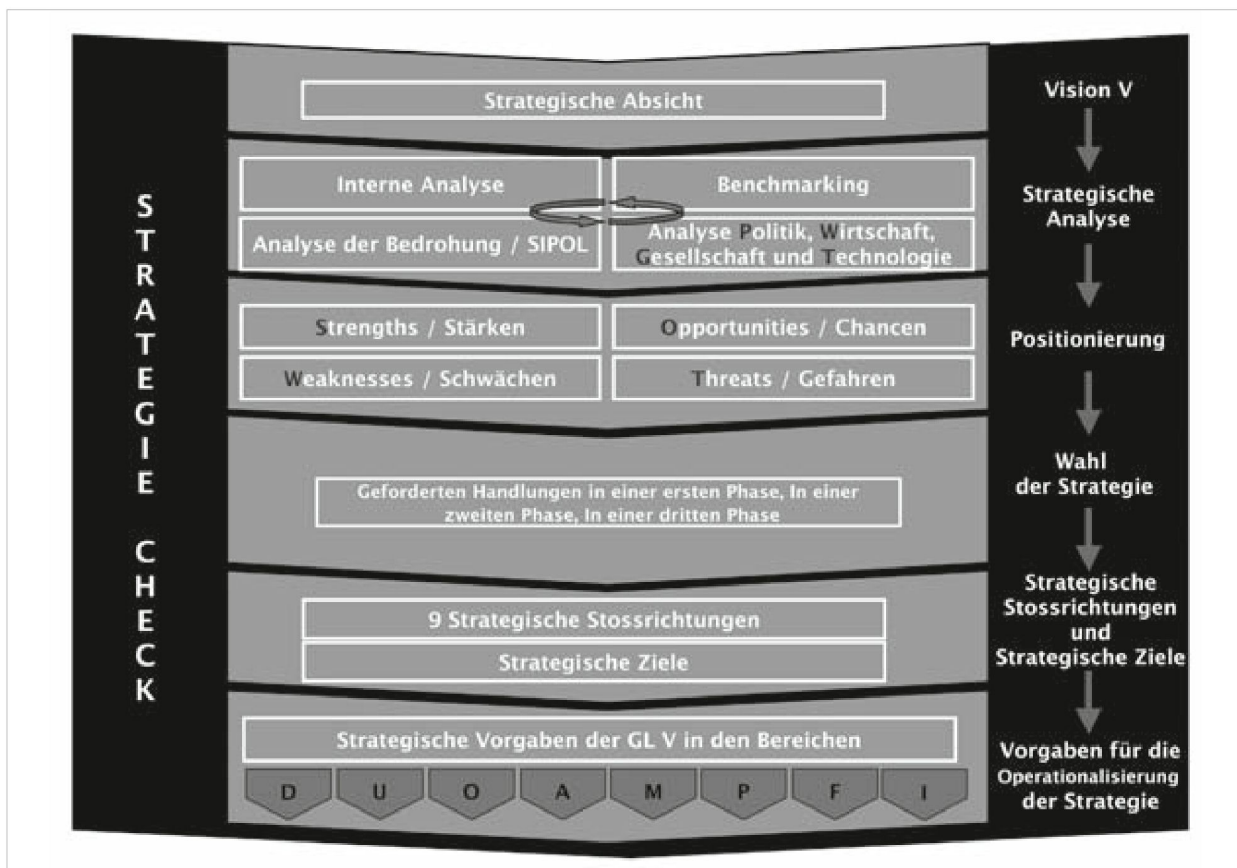 STRATEGIE CHECK
Strategische Absicht
Vision V
Interne Analyse
Benchmarking
Analyse der Bedrohung / SIPOL
Analyse Politik, Wirtschaft,
Gesellschaft und Technologie
Strategische
Analyse
Strengths / Stärken
Opportunities / Chancen
Weaknesses / Schwächen
Threats / Gefahren
Positionierung
Geforderten Handlungen in einer ersten Phase, In einer
zweiten Phase, In einer dritten Phase
Wahl
der Strategie
9 Strategische Stossrichtungen
Strategische Ziele
Strategische
Stossrichtungen
und
Strategische Ziele
Strategische Vorgaben der GL V in den Bereichen
D U O A M P F I
Vorgaben für die
Operationalisierung
der Strategie